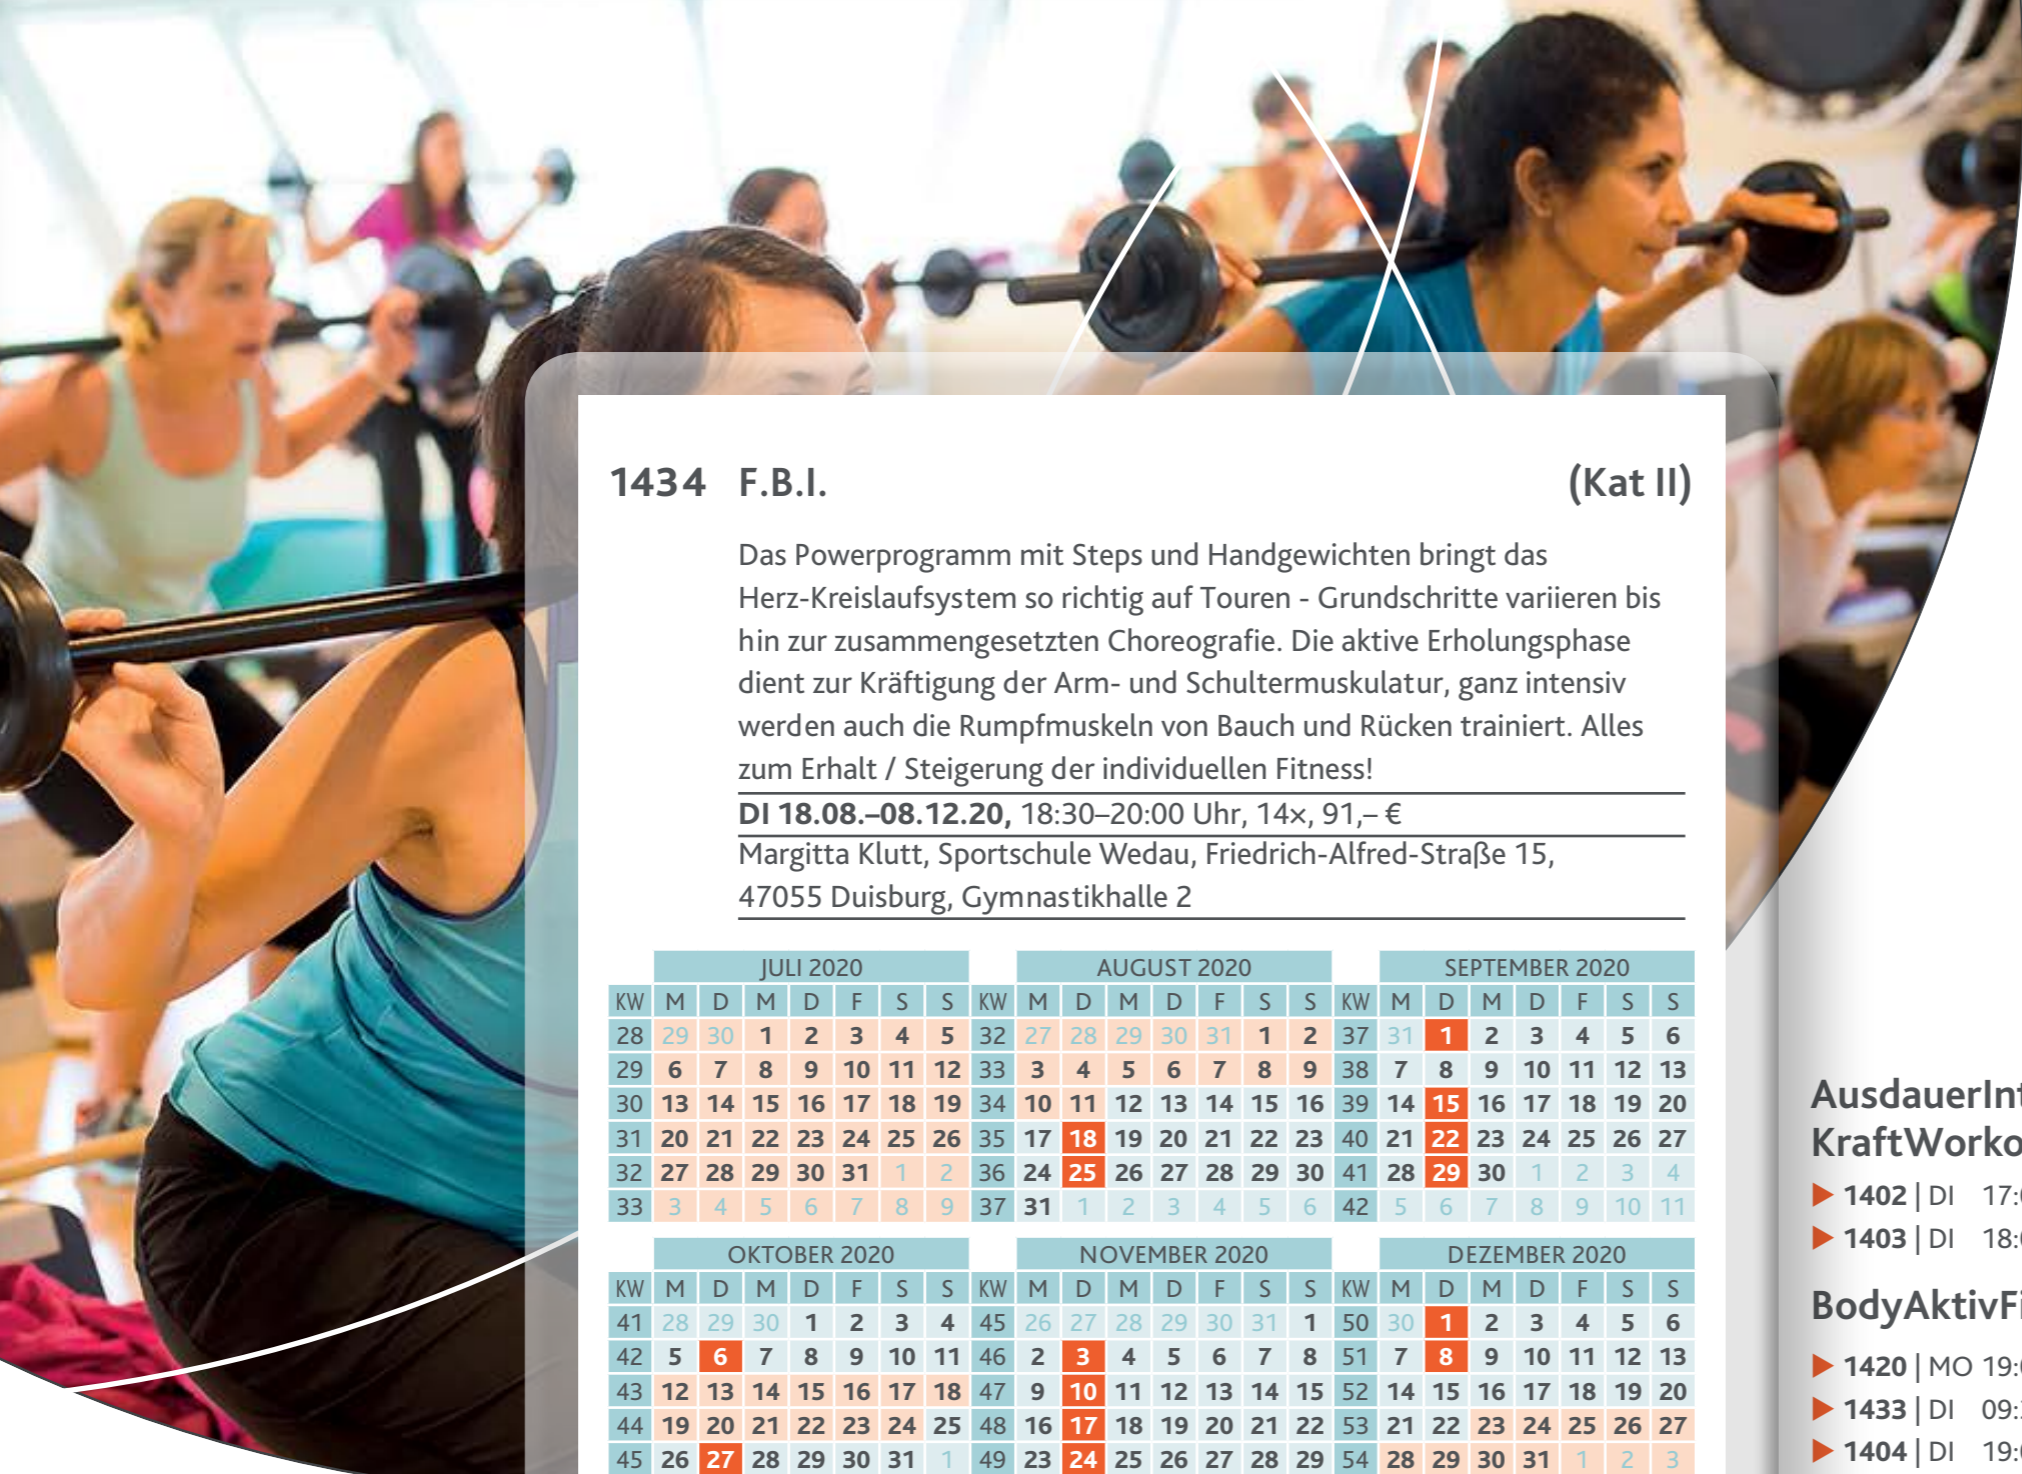 1434 F.B.I. (Kat II)
Das Powerprogramm mit Steps und Handgewichten bringt das
Herz-Kreislaufsystem so richtig auf Touren - Grundschritte variieren bis
hin zur zusammengesetzten Choreografie. Die aktive Erholungsphase
dient zur Kräftigung der Arm- und Schultermuskulatur, ganz intensiv
werden auch die Rumpfmuskeln von Bauch und Rücken trainiert. Alles
zum Erhalt / Steigerung der individuellen Fitness!
DI 18.08.–08.12.20, 18:30–20:00 Uhr, 14×, 91,– €
Margitta Klutt, Sportschule Wedau, Friedrich-Alfred-Straße 15,
47055 Duisburg, Gymnastikhalle 2
JULI 2020 AUGUST 2020 SEPTEMBER 2020
KW M D M D F S S KW M D M D F S S KW M D M D F S S
28 29 30 1 2 3 4 5 32 27 28 29 30 31 1 2 37 31 1 2 3 4 5 6
29 6 7 8 9 10 11 12 33 3 4 5 6 7 8 9 38 7 8 9 10 11 12 13
30 13 14 15 16 17 18 19 34 10 11 12 13 14 15 16 39 14 15 16 17 18 19 20
31 20 21 22 23 24 25 26 35 17 18 19 20 21 22 23 40 21 22 23 24 25 26 27
32 27 28 29 30 31 1 2 36 24 25 26 27 28 29 30 41 28 29 30 1 2 3 4
33 3 4 5 6 7 8 9 37 31 1 2 3 4 5 6 42 5 6 7 8 9 10 11
OKTOBER 2020 NOVEMBER 2020 DEZEMBER 2020
KW M D M D F S S KW M D M D F S S KW M D M D F S S
41 28 29 30 1 2 3 4 45 26 27 28 29 30 31 1 50 30 1 2 3 4 5 6
42 5 6 7 8 9 10 11 46 2 3 4 5 6 7 8 51 7 8 9 10 11 12 13
43 12 13 14 15 16 17 18 47 9 10 11 12 13 14 15 52 14 15 16 17 18 19 20
44 19 20 21 22 23 24 25 48 16 17 18 19 20 21 22 53 21 22 23 24 25 26 27
45 26 27 28 29 30 31 1 49 23 24 25 26 27 28 29 54 28 29 30 31 1 2 3
1402 | DI
1403 | DI
1420 | MO
1433 | DI
1404 | DI